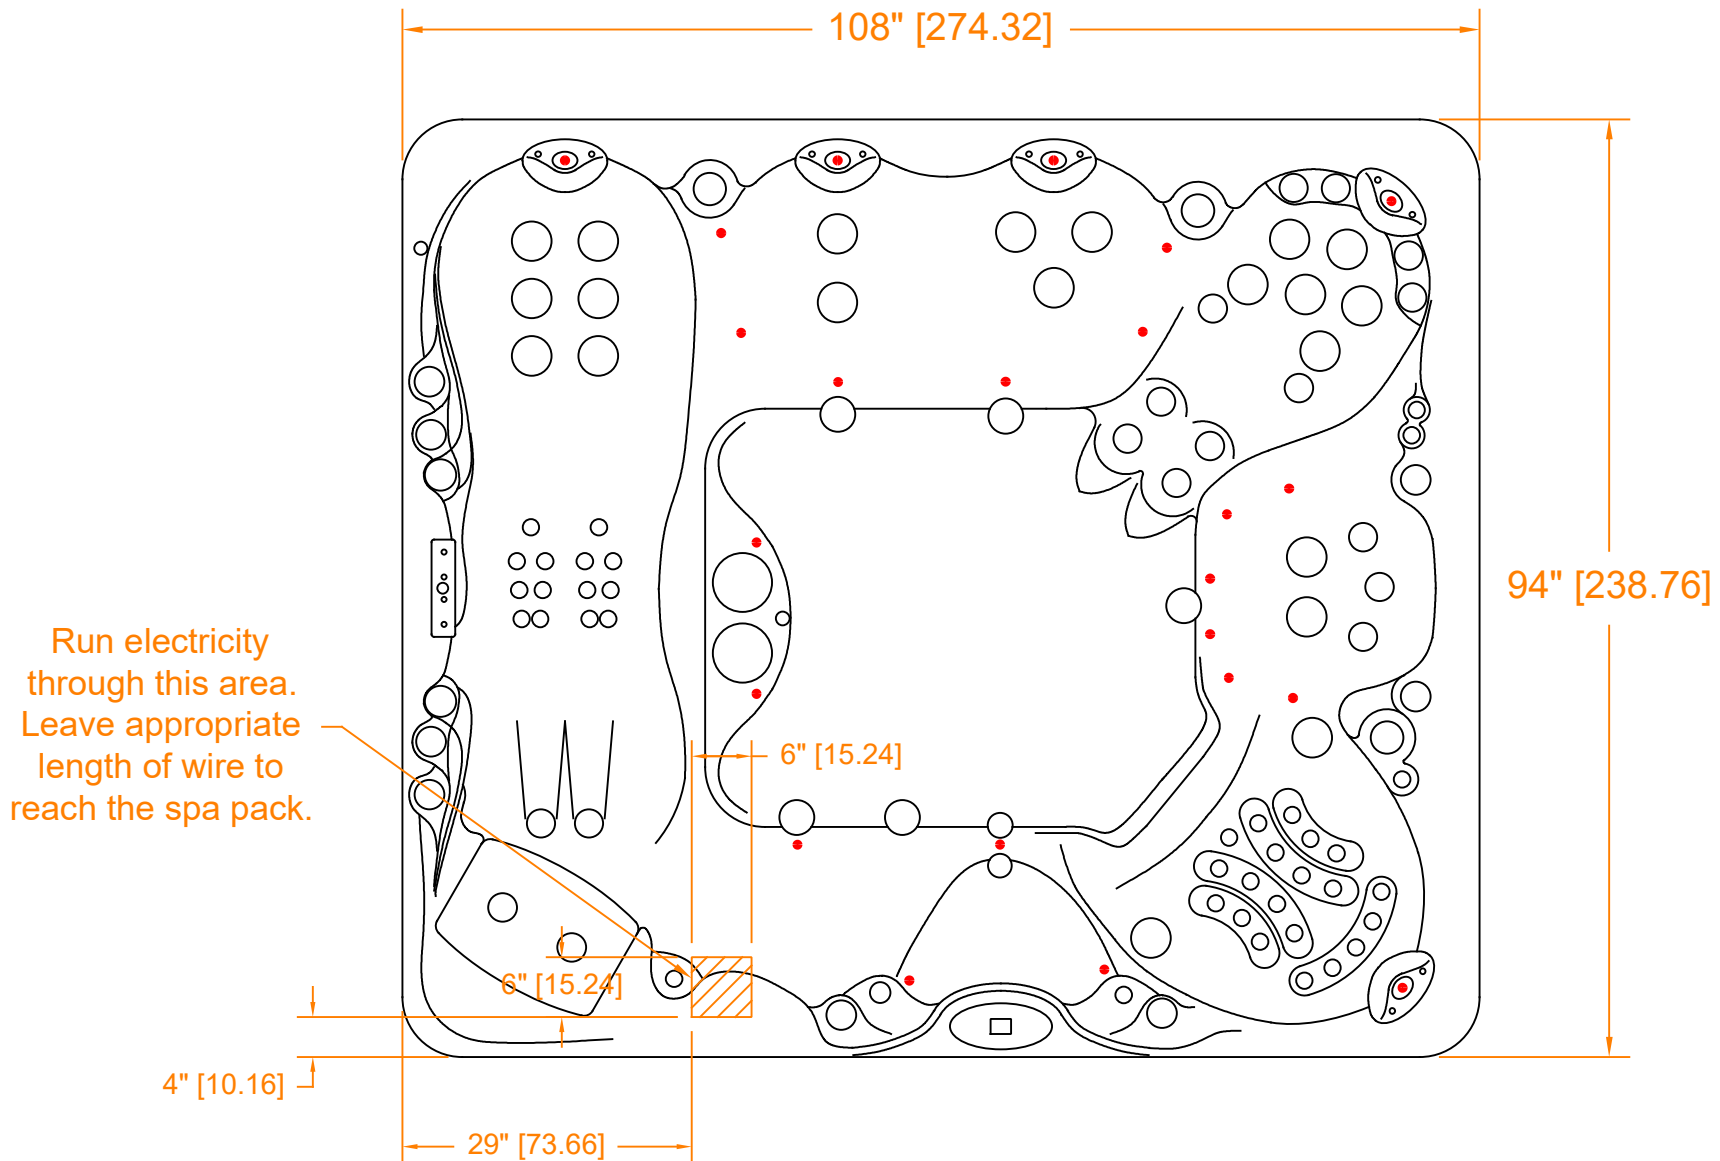 108" [274.32]
94" [238.76]
Run electricity
through this area.
Leave appropriate
length of wire to
reach the spa pack.
6" [15.24]
6" [15.24]
4" [10.16]
29" [73.66]